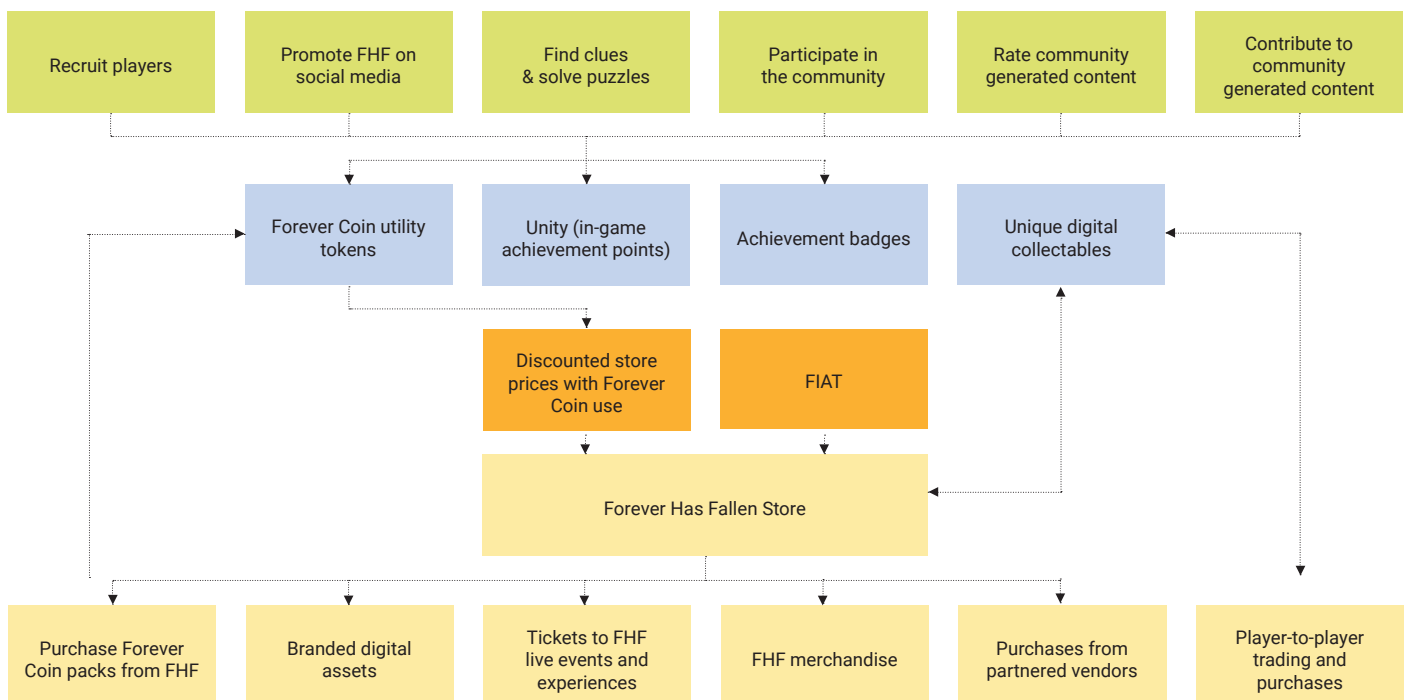 Recruit players
Promote FHF on
social media
Find clues
& solve puzzles
Participate in
the community
Rate community
generated content
Contribute to
community
generated content
Forever Coin utility
tokens
Unity (in-game
achievement points)
Achievement badges
Unique digital
collectables
Discounted store
prices with Forever
Coin use
FIAT
Forever Has Fallen Store
Purchase Forever
Coin packs from FHF
Branded digital
assets
Tickets to FHF
live events and
experiences
FHF merchandise
Purchases from
partnered vendors
Player-to-player
trading and
purchases